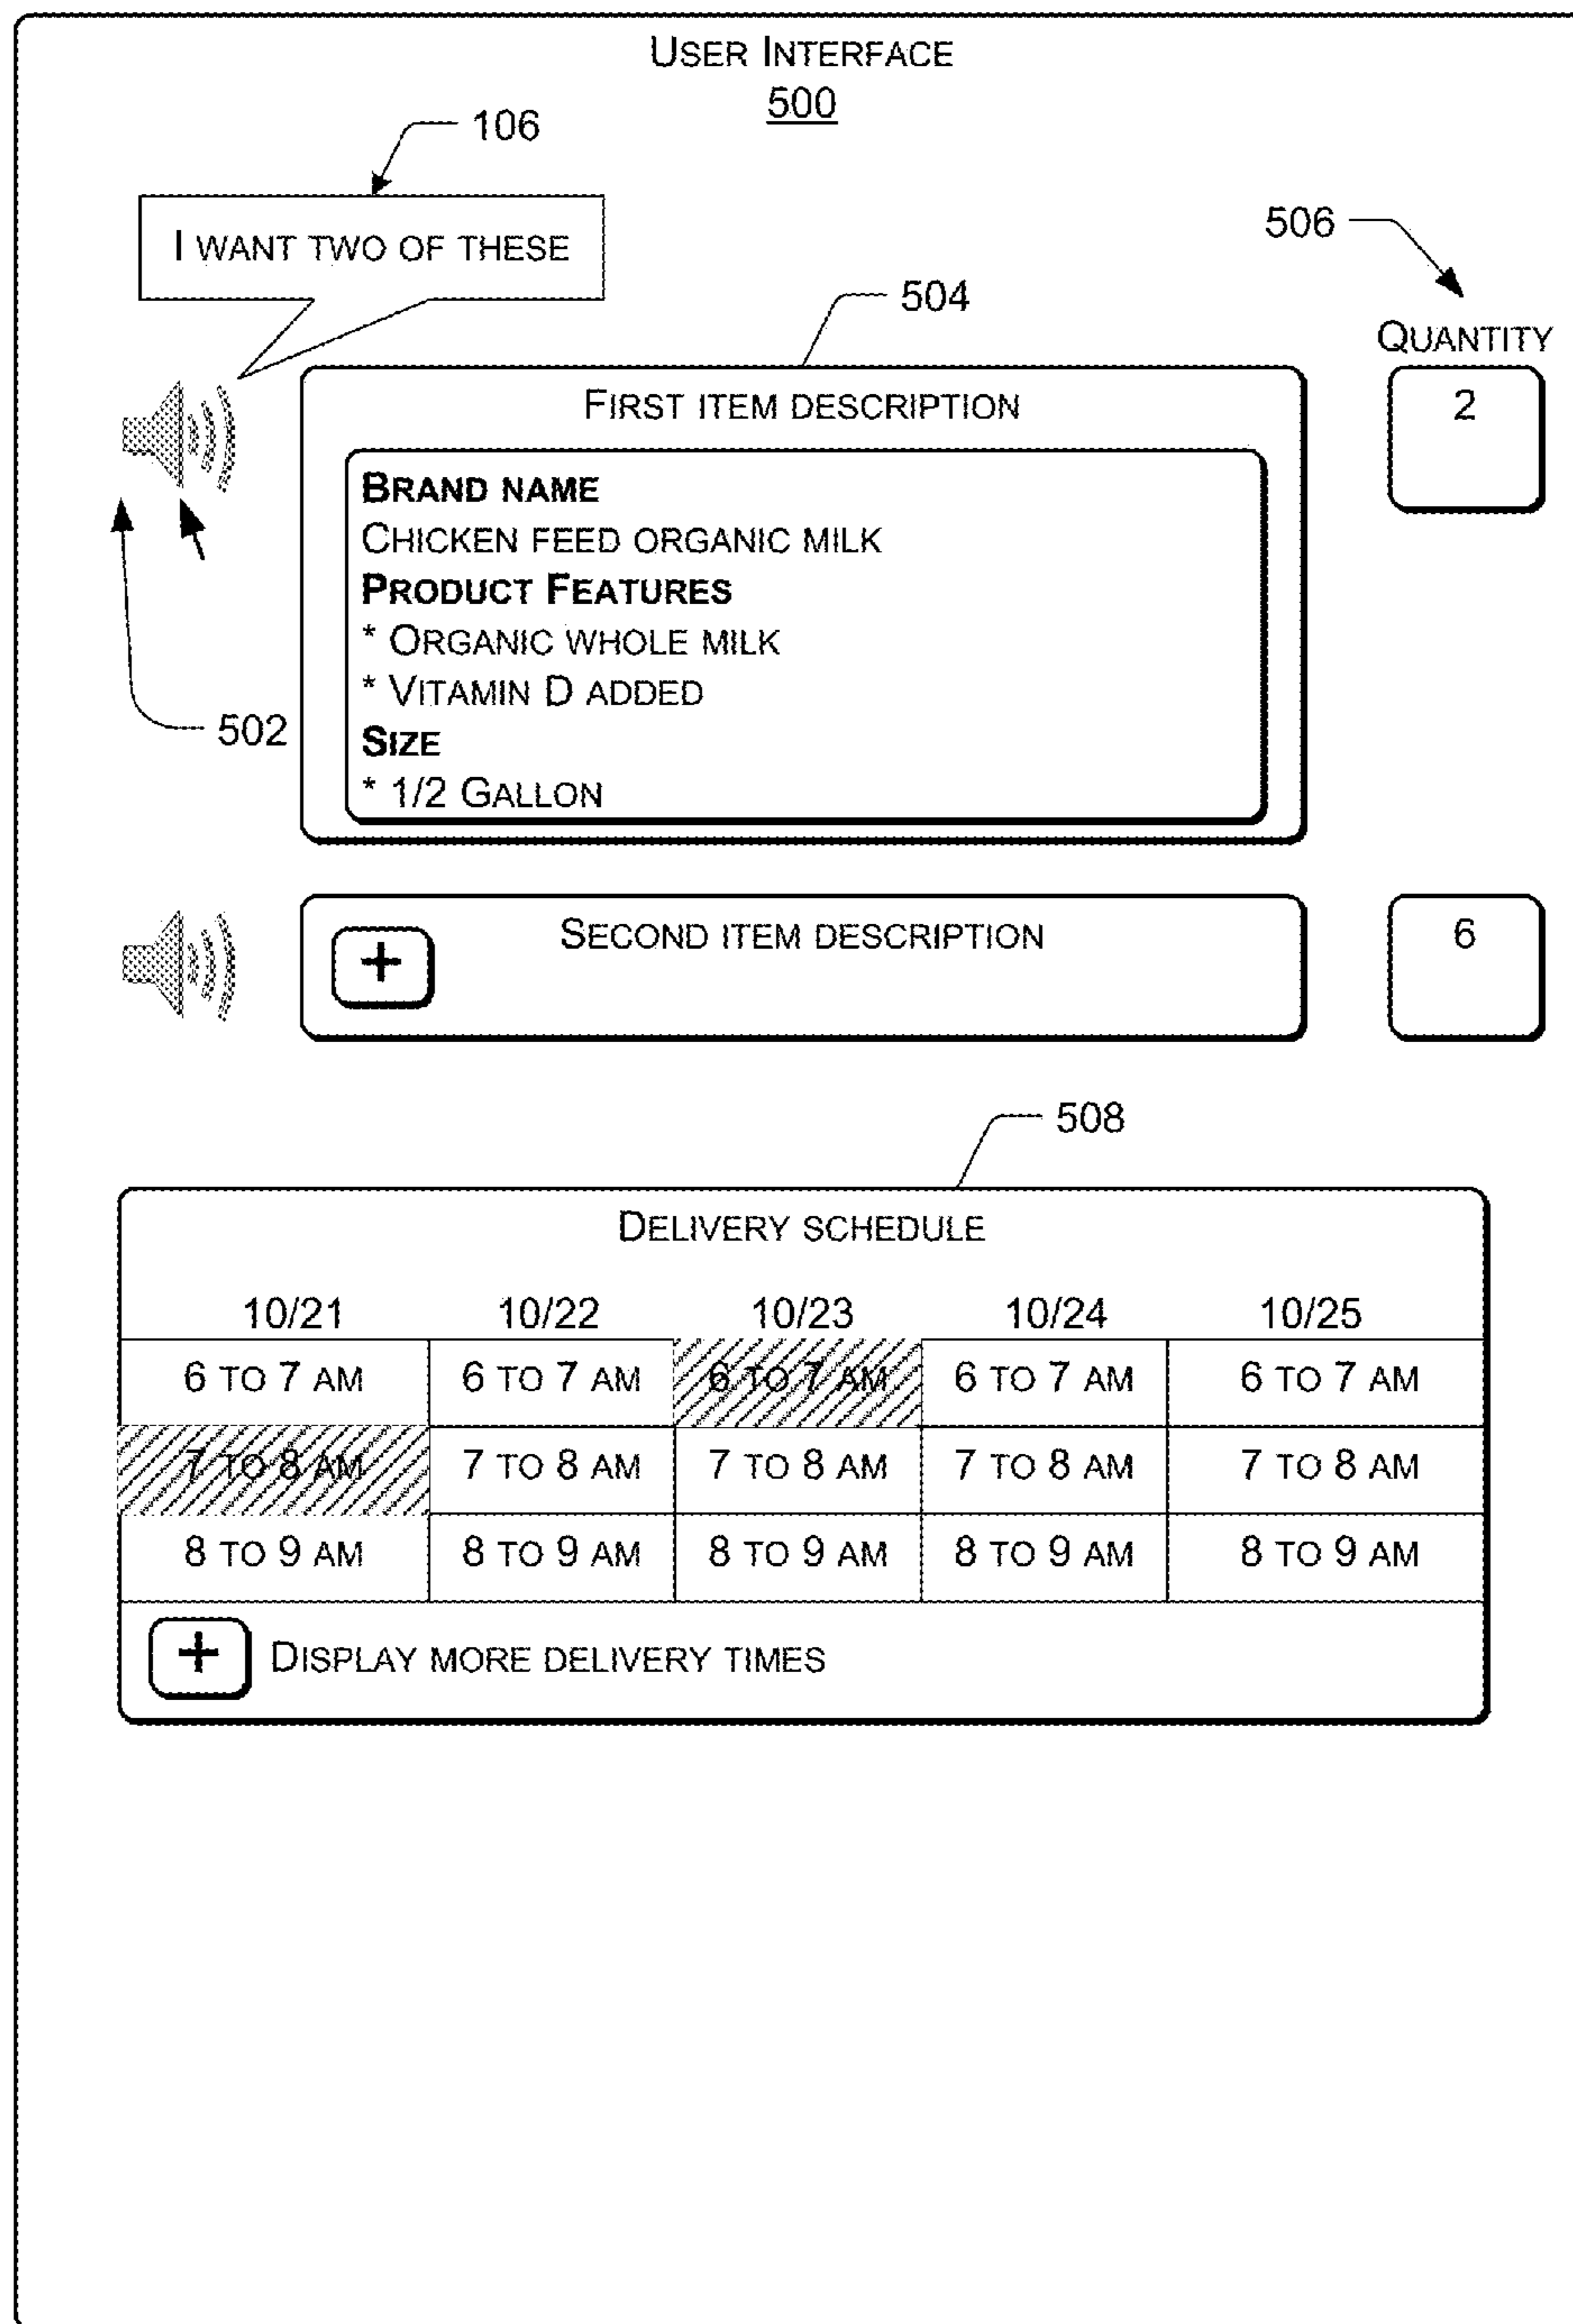 USER INTERFACE
500
106
I WANT TWO OF THESE
506
504
QUANTITY
FIRST ITEM DESCRIPTION
2
BRAND NAME
CHICKEN FEED ORGANIC MILK
PRODUCT FEATURES
* ORGANIC WHOLE MILK
* VITAMIN D ADDED
502
SIZE
* 1/2 GALLON
+ SECOND ITEM DESCRIPTION
6
508
DELIVERY SCHEDULE
10/21 10/22 10/23 10/24 10/25
6 TO 7 AM 6 TO 7 AM 6 TO 7 AM 6 TO 7 AM 6 TO 7 AM
7 TO 8 AM 7 TO 8 AM 7 TO 8 AM 7 TO 8 AM 7 TO 8 AM
8 TO 9 AM 8 TO 9 AM 8 TO 9 AM 8 TO 9 AM 8 TO 9 AM
+ DISPLAY MORE DELIVERY TIMES